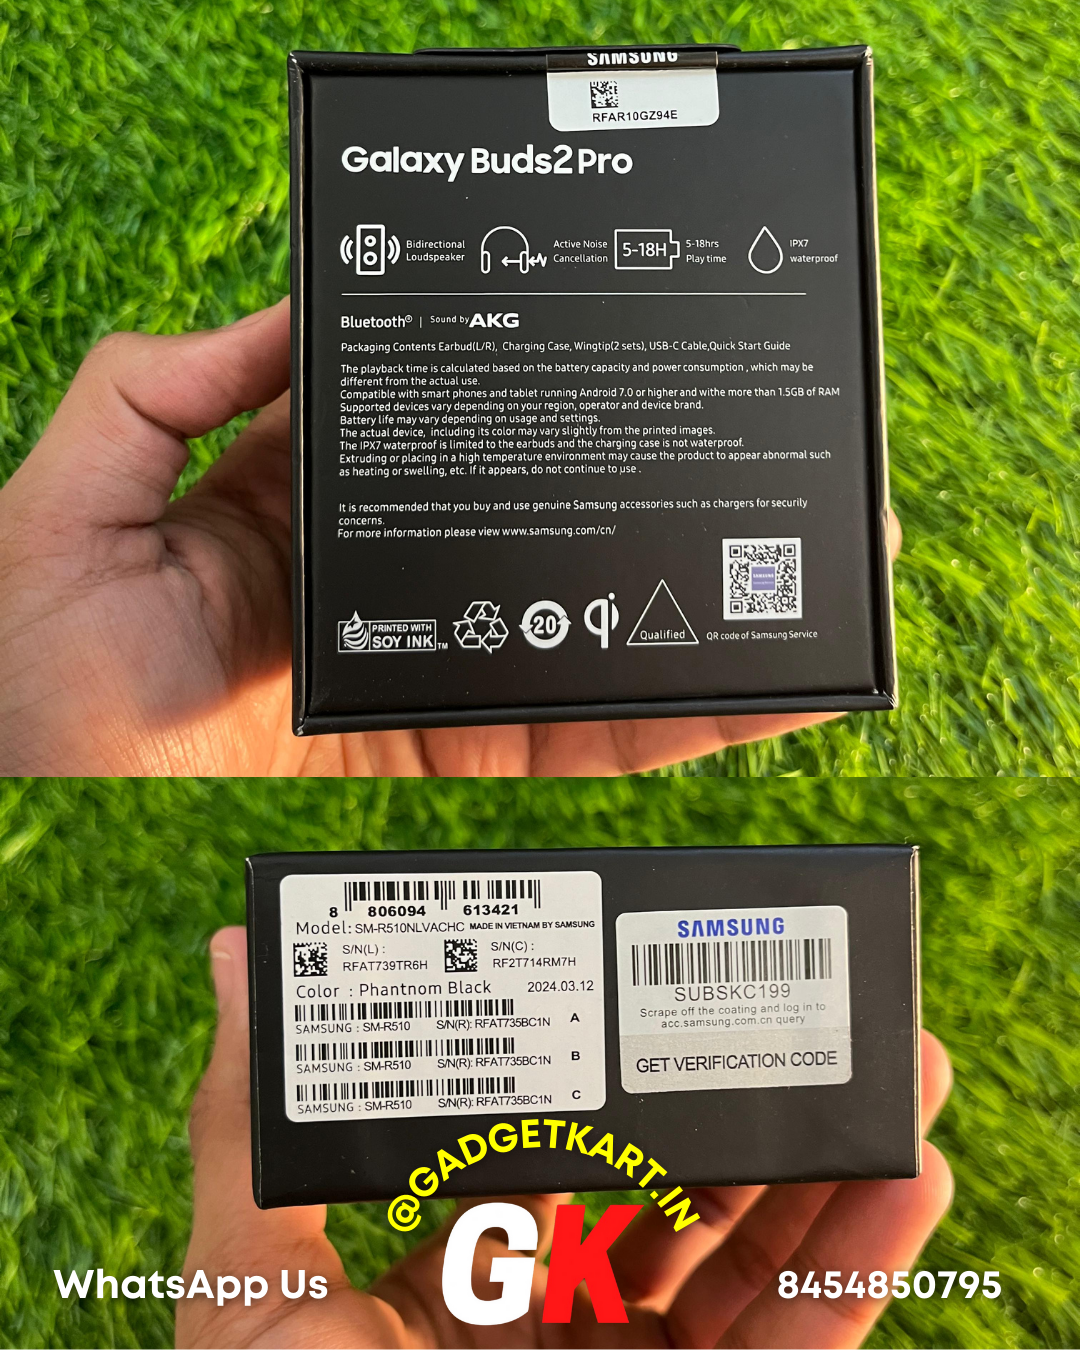 SAMSUNG
RFAR10GZ94E
Galaxy Buds2 Pro
Bidirectional
Loudspeaker
Active Noise
Cancellation
5-18H
5-18hrs
Play time
IPX7
waterproof
Bluetooth® | Sound by AKG
Packaging Contents Earbud(L/R), Charging Case, Wingtip(2 sets), USB-C Cable,Quick Start Guide
The playback time is calculated based on the battery capacity and power consumption , which may be
different from the actual use.
Compatible with smart phones and tablet running Android 7.0 or higher and withe more than 1.5GB of RAM
Supported devices vary depending on your region, operator and device brand.
Battery life may vary depending on usage and settings.
The actual device, including its color may vary slightly from the printed images.
The IPX7 waterproof is limited to the earbuds and the charging case is not waterproof.
Extruding or placing in a high temperature environment may cause the product to appear abnormal such
as heating or swelling, etc. If it appears, do not continue to use .
It is recommended that you buy and use genuine Samsung accessories such as chargers for security
concerns.
For more information please view www.samsung.com/cn/
SAMSUNG
PRINTED WITH
SOY INK™
20
qi
Qualified
QR code of Samsung Service
8 806094 613421
Model: SM-R510NLVACHC MADE IN VIETNAM BY SAMSUNG
S/N(L) :
RFAT739TR6H
S/N(C) :
RF2T714RM7H
Color : Phantnom Black 2024.03.12
SAMSUNG : SM-R510 S/N(R): RFAT735BC1N A
SAMSUNG : SM-R510 S/N(R): RFAT735BC1N B
SAMSUNG : SM-R510 S/N(R): RFAT735BC1N C
SAMSUNG
SUBSKC199
Scrape off the coating and log in to
acc.samsung.com.cn query
GET VERIFICATION CODE
@GADGETKART.IN
GK
WhatsApp Us
8454850795